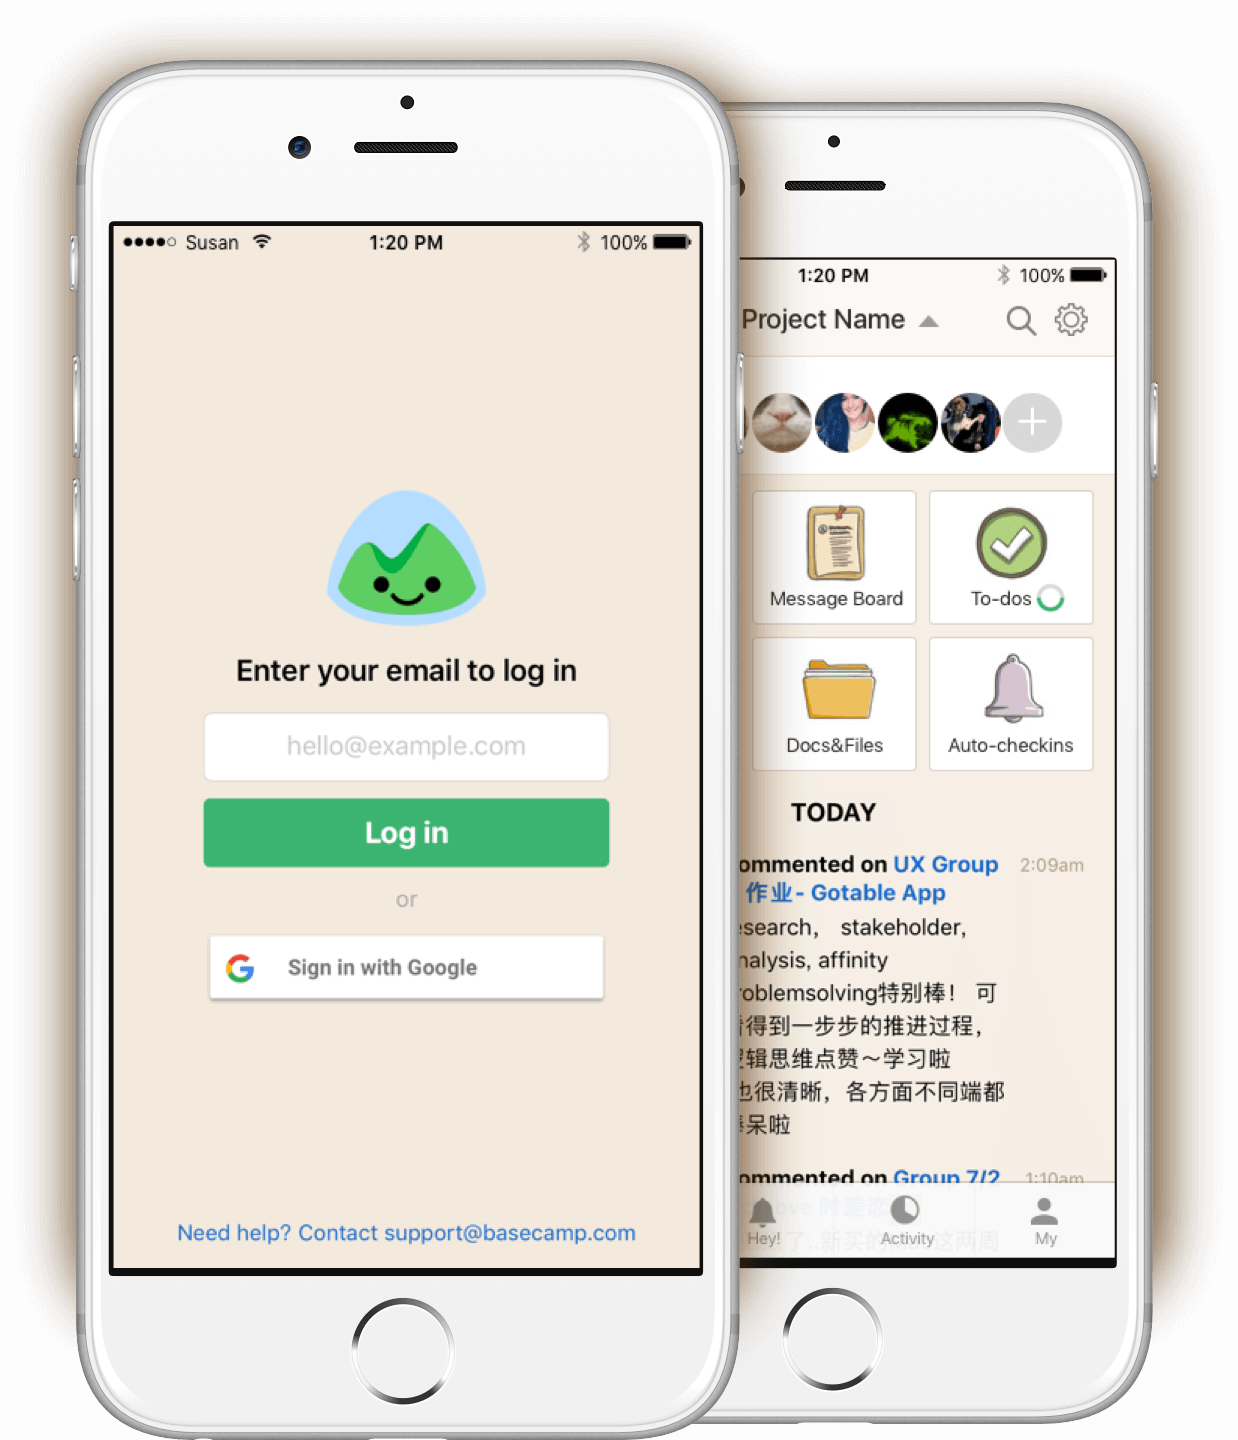 Susan
1:20 PM
100%
Enter your email to log in
hello@example.com
Log in
or
Sign in with Google
Need help? Contact support@basecamp.com
1:20 PM
100%
Project Name
Message Board
To-dos
Docs&Files
Auto-checkins
TODAY
ommented on UX Group
2:09am
作业- Gotable App
search, stakeholder,
nalysis, affinity
oblemsolving特别棒！ 可
得到一步步的推进过程，
辑思维点赞～学习啦
也很清晰，各方面不同端都
呆啦
ommented on Group 7/2
1:10am
Hey!
Activity
My